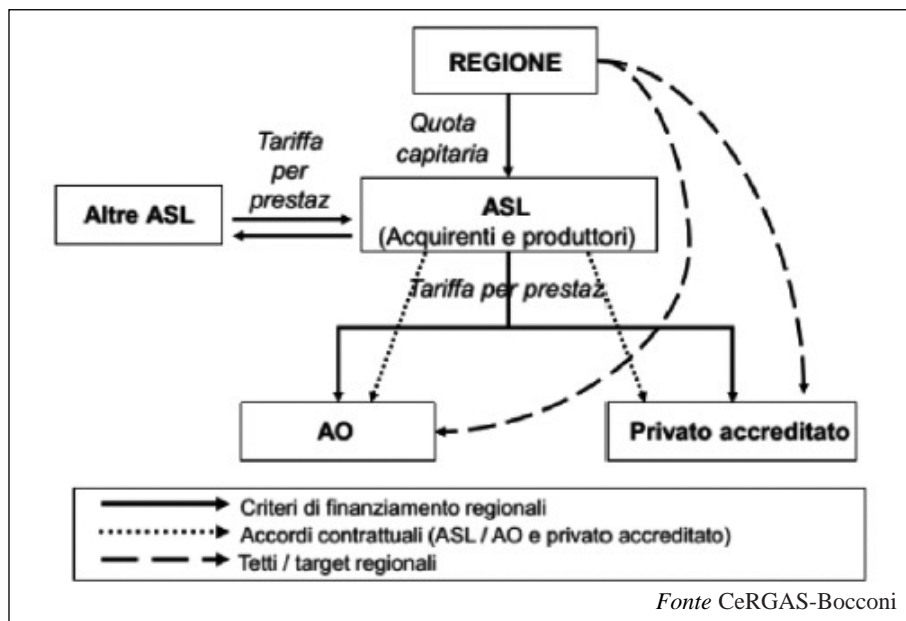 REGIONE
Quota
capitaria
Tariffa
per
prestaz
Altre ASL
ASL
(Acquirenti e produttori)
Tariffa per prestaz
AO
Privato accreditato
Criteri di finanziamento regionali
Accordi contrattuali (ASL / AO e privato accreditato)
Tetti / target regionali
Fonte CeRGAS-Bocconi